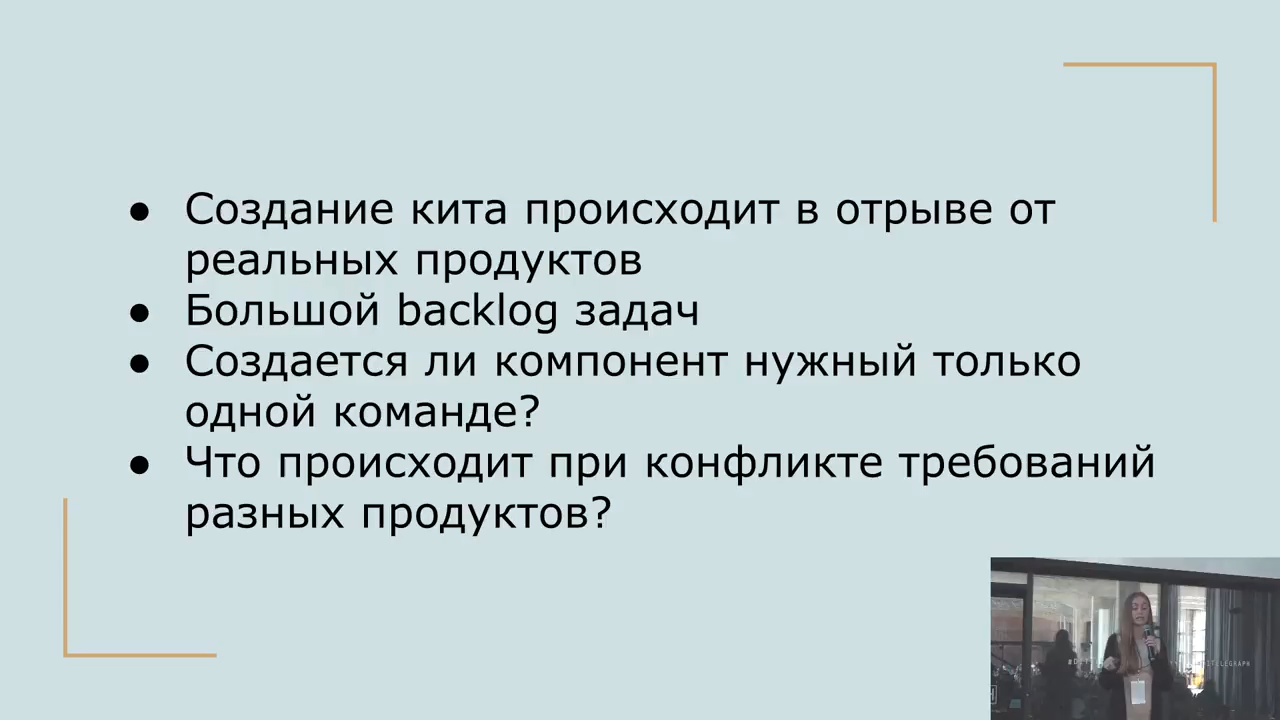 ● Создание кита происходит в отрыве от
реальных продуктов
● Большой backlog задач
● Создается ли компонент нужный только
одной команде?
● Что происходит при конфликте требований
разных продуктов?